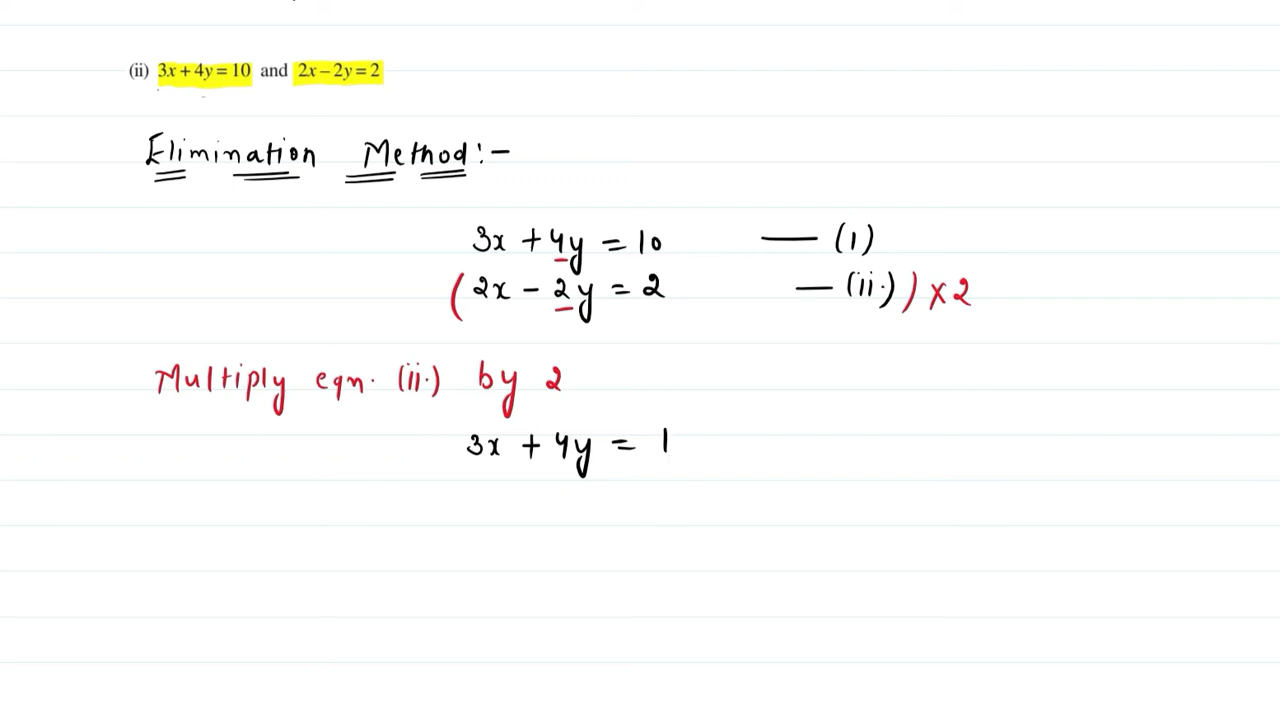 (ii) 3x + 4y = 10 and 2x – 2y = 2
Elimination Method :-
3x + 4y = 10 — (1)
(2x - 2y = 2 — (ii.)) × 2
Multiply eqn. (ii.) by 2
3x + 4y = 1